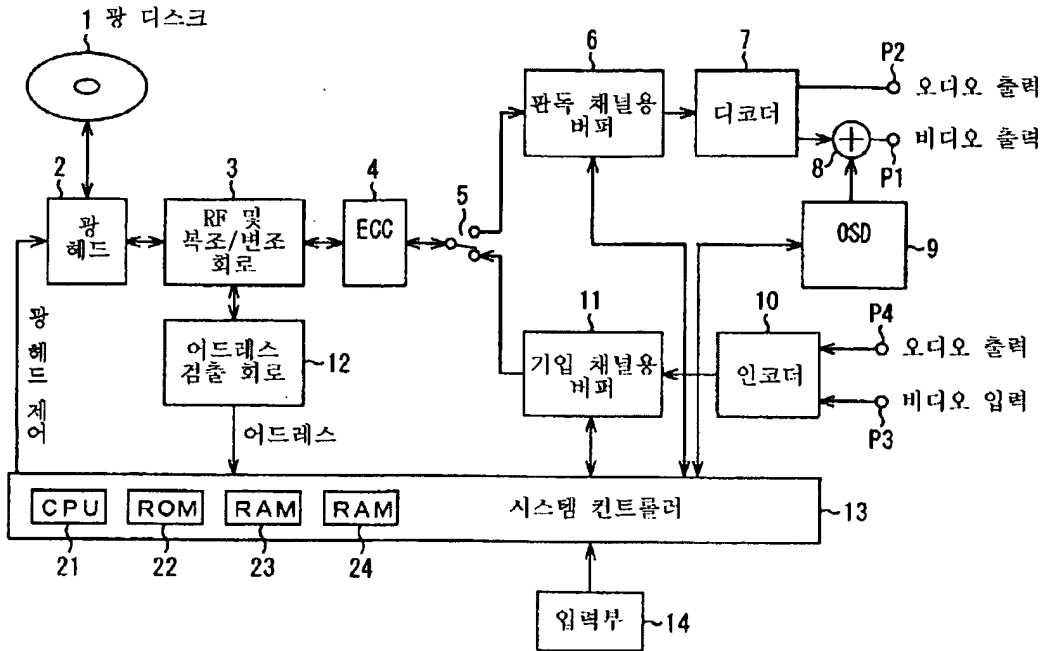 1 광 디스크
2
광
헤드
3
RF 및
복조/변조
회로
4
ECC
5
6
판독 채널용
버퍼
7
디코더
P2
오디오 출력
8
비디오 출력
P1
OSD
9
10
인코더
P4
오디오 출력
비디오 입력
P3
11
기입 채널용
버퍼
어드레스
검출 회로
12
어드레스
광 헤드 제어
CPU
ROM
RAM
RAM
시스템 컨트롤러
13
21
22
23
24
입력부
14